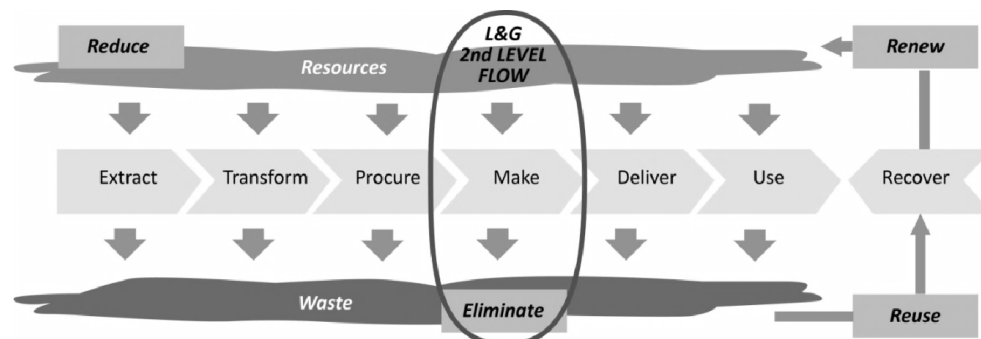 Reduce
L&G
2nd LEVEL
FLOW
Renew
Resources
Extract
Transform
Procure
Make
Deliver
Use
Recover
Waste
Eliminate
Reuse